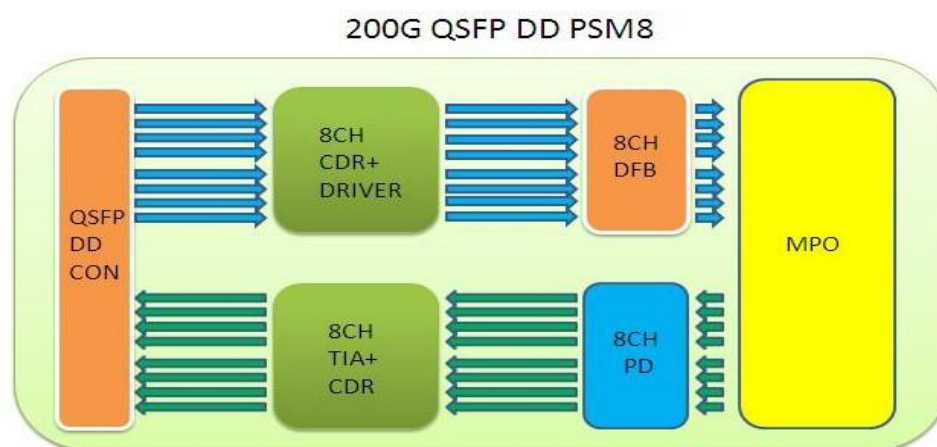 200G QSFP DD PSM8
QSFP
DD
CON
8CH
CDR+
DRIVER
8CH
DFB
MPO
8CH
TIA+
CDR
8CH
PD